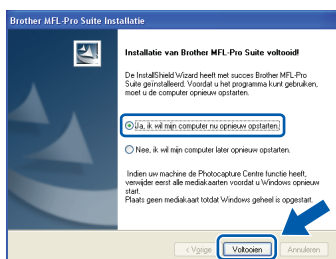 Brother MFL-Pro Suite Installatie
Installatie van Brother MFL-Pro Suite voltooid!
De InstallShield Wizard heeft met succes Brother MFL-Pro
Suite geïnstalleerd. Voordat u het programma kunt gebruiken,
moet u de computer opnieuw opstarten.
Ja, ik wil mijn computer nu opnieuw opstarten.
Nee, ik wil mijn computer later opnieuw opstarten.
Indien uw machine de Photocapture Centre functie heeft,
verwijder eerst alle mediakaarten voordat u Windows opnieuw
start.
Plaats geen mediakaart totdat Windows geheel is opgestart.
< Vorige
Voltooien
Annuleren